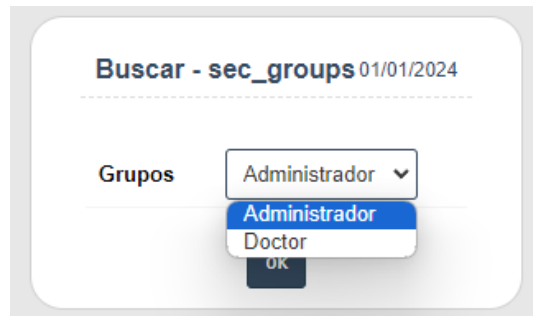 Buscar - sec_groups 01/01/2024
Grupos Administrador
Administrador
Doctor
ok